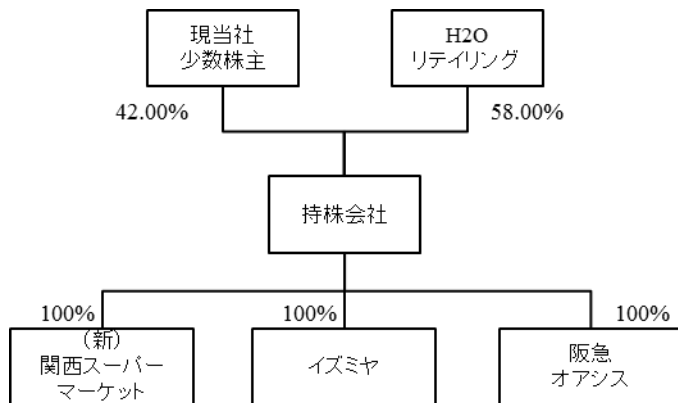 現当社
少数株主
H2O
リテイリング
42.00%
58.00%
持株会社
100%
100%
100%
(新)
関西スーパー
マーケット
イズミヤ
阪急
オアシス